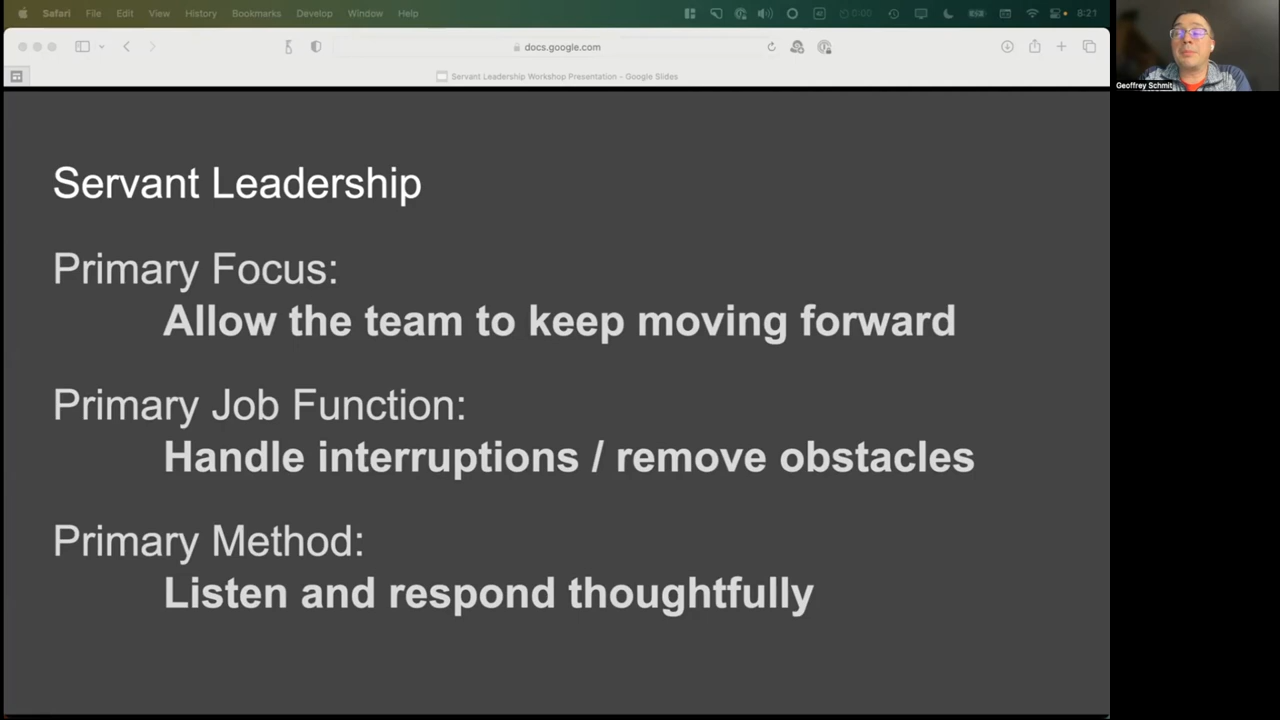 Safari File Edit View History Bookmarks Develop Window Help 8:21
docs.google.com
Servant Leadership Workshop Presentation - Google Slides
Geoffrey Schmit
Servant Leadership
Primary Focus:
Allow the team to keep moving forward
Primary Job Function:
Handle interruptions / remove obstacles
Primary Method:
Listen and respond thoughtfully